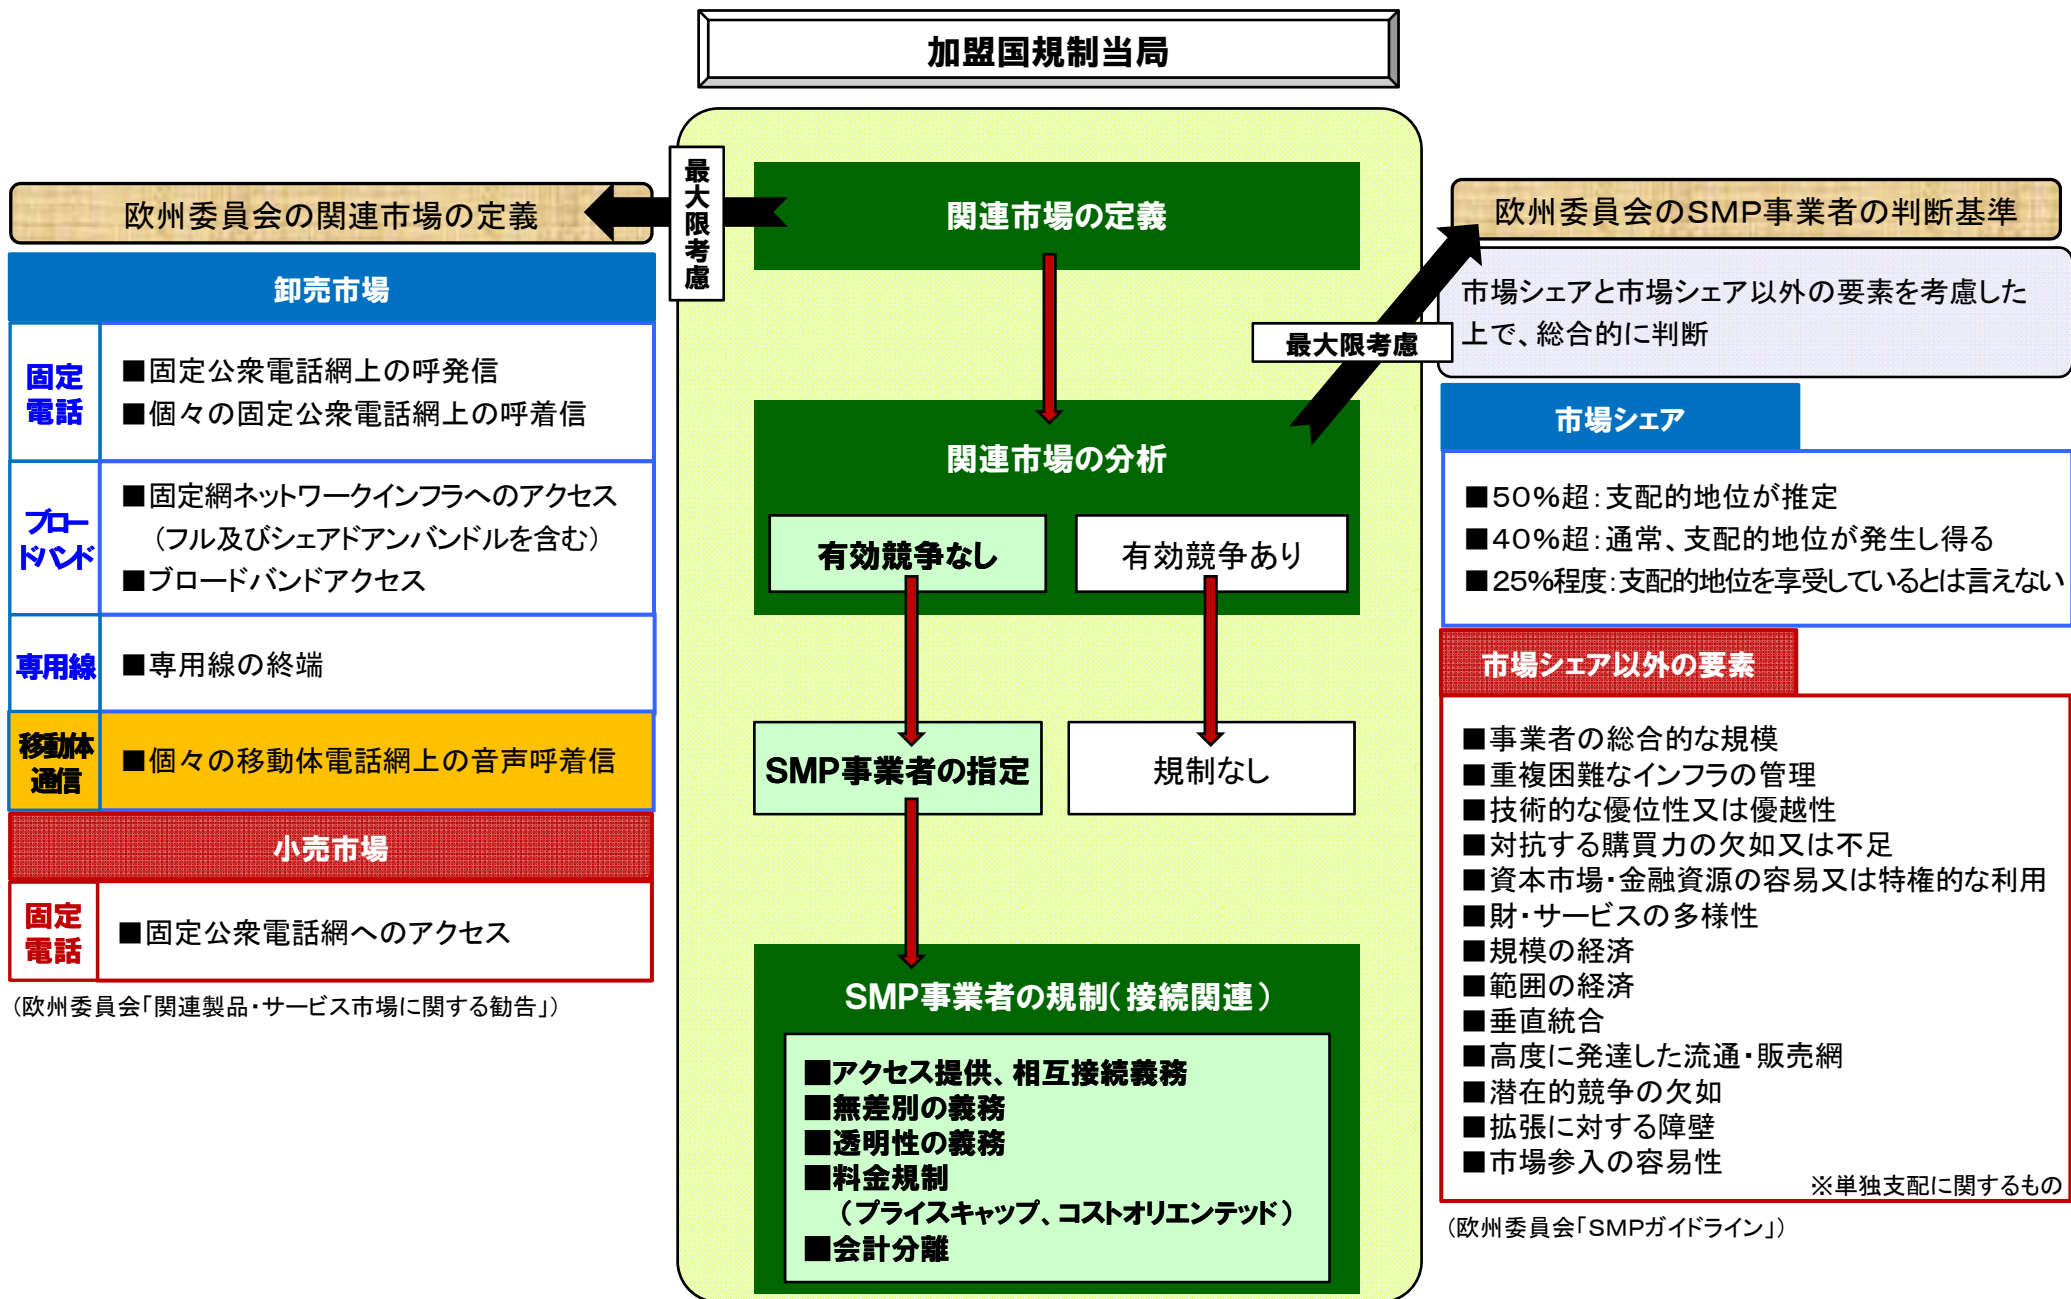 加盟国規制当局
欧州委員会の関連市場の定義
卸売市場
固定
電話
■固定公衆電話網上の呼発信
■個々の固定公衆電話網上の呼着信
ブロー
ドバンド
■固定網ネットワークインフラへのアクセス
（フル及びシェアドアンバンドルを含む）
■ブロードバンドアクセス
専用線
■専用線の終端
移動体
通信
■個々の移動体電話網上の音声呼着信
小売市場
固定
電話
■固定公衆電話網へのアクセス
（欧州委員会「関連製品・サービス市場に関する勧告」）
最大限考慮
関連市場の定義
関連市場の分析
有効競争なし
有効競争あり
SMP事業者の指定
規制なし
SMP事業者の規制（接続関連）
■アクセス提供、相互接続義務
■無差別の義務
■透明性の義務
■料金規制
（プライスキャップ、コストオリエンテッド）
■会計分離
最大限考慮
欧州委員会のSMP事業者の判断基準
市場シェアと市場シェア以外の要素を考慮した
上で、総合的に判断
市場シェア
■50％超：支配的地位が推定
■40％超：通常、支配的地位が発生し得る
■25％程度：支配的地位を享受しているとは言えない
市場シェア以外の要素
■事業者の総合的な規模
■重複困難なインフラの管理
■技術的な優位性又は優越性
■対抗する購買力の欠如又は不足
■資本市場・金融資源の容易又は特権的な利用
■財・サービスの多様性
■規模の経済
■範囲の経済
■垂直統合
■高度に発達した流通・販売網
■潜在的競争の欠如
■拡張に対する障壁
■市場参入の容易性
※単独支配に関するもの
（欧州委員会「SMPガイドライン」）